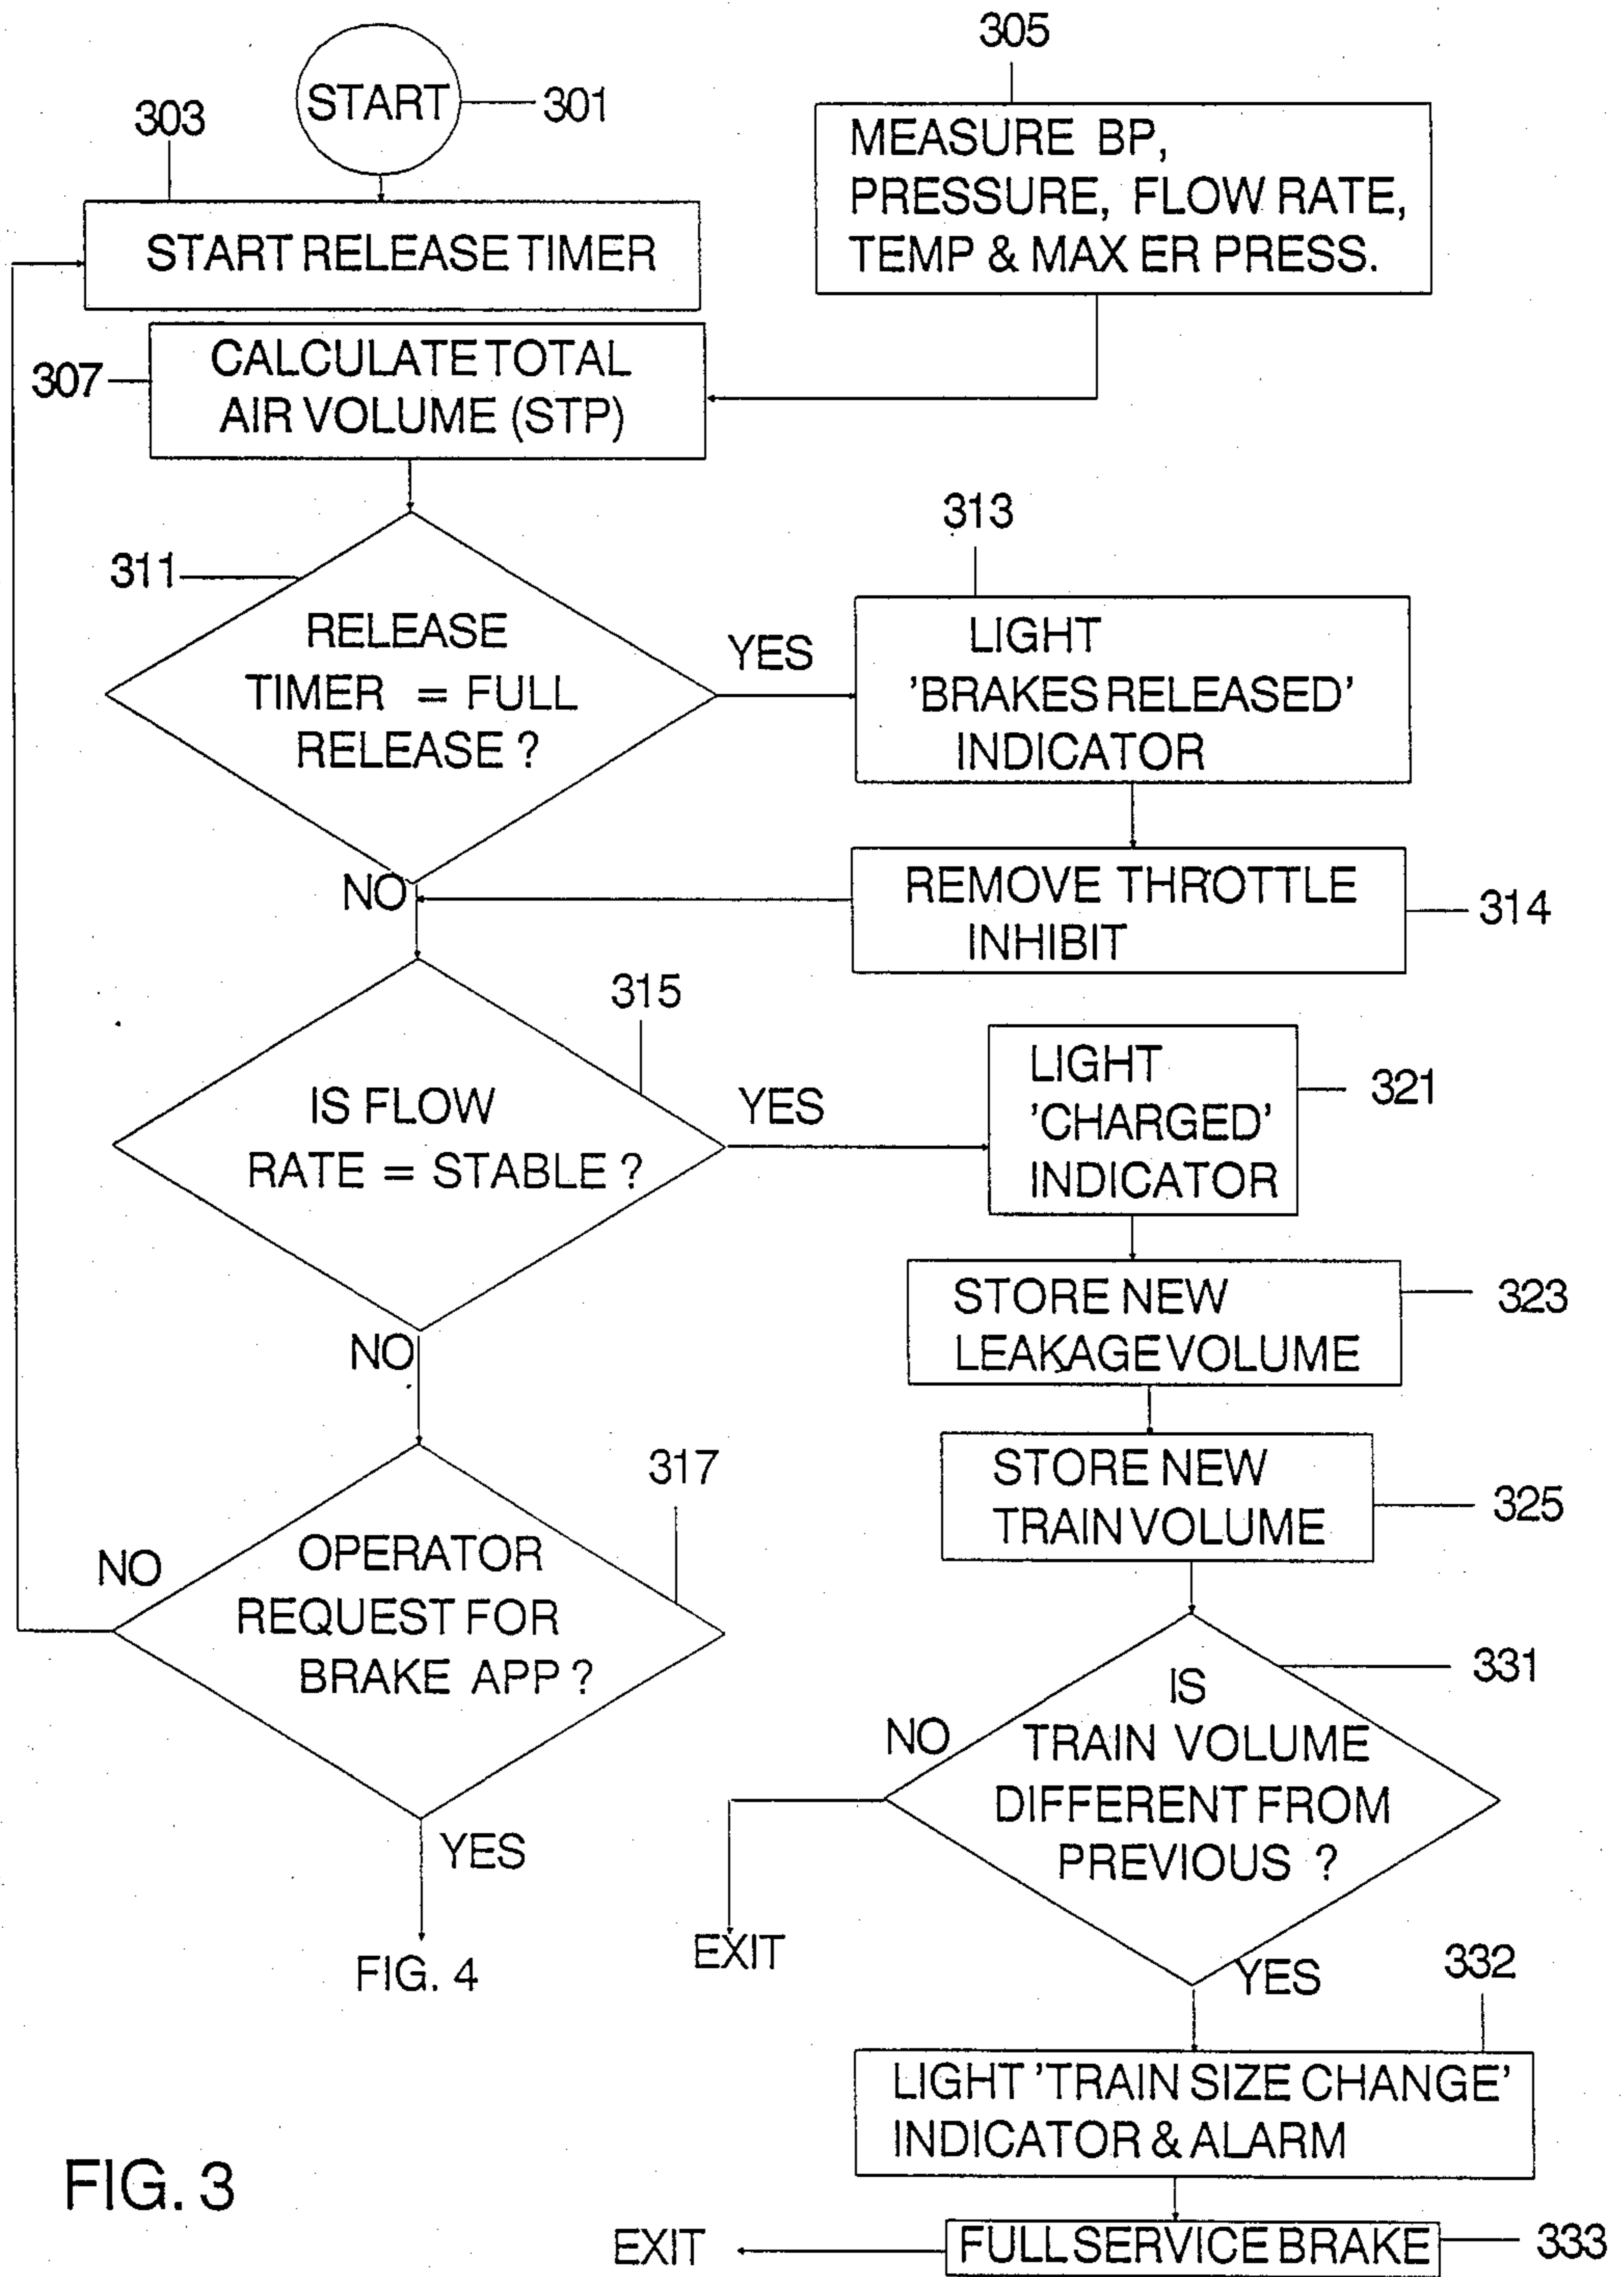 305
START
301
303
MEASURE BP,
PRESSURE, FLOW RATE,
TEMP & MAX ER PRESS.
START RELEASE TIMER
307
CALCULATE TOTAL
AIR VOLUME (STP)
313
311
RELEASE
TIMER = FULL
RELEASE ?
YES
LIGHT
'BRAKES RELEASED'
INDICATOR
NO
REMOVE THROTTLE
INHIBIT
314
315
IS FLOW
RATE = STABLE ?
YES
LIGHT
'CHARGED'
INDICATOR
321
NO
STORE NEW
LEAKAGE VOLUME
323
317
STORE NEW
TRAIN VOLUME
325
NO
OPERATOR
REQUEST FOR
BRAKE APP ?
YES
FIG. 4
331
IS
TRAIN VOLUME
DIFFERENT FROM
PREVIOUS ?
NO
EXIT
YES
332
LIGHT 'TRAIN SIZE CHANGE'
INDICATOR & ALARM
FULL SERVICE BRAKE
333
EXIT
FIG. 3